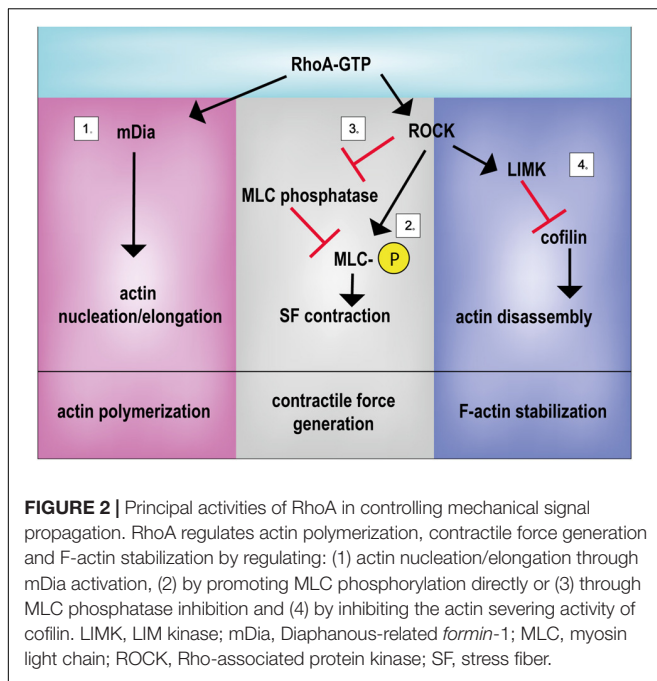 RhoA-GTP
1.
mDia
3.
ROCK
4.
LIMK
MLC phosphatase
2.
MLC- P
cofilin
actin
nucleation/elongation
SF contraction
actin disassembly
actin polymerization
contractile force
generation
F-actin stabilization
FIGURE 2 | Principal activities of RhoA in controlling mechanical signal
propagation. RhoA regulates actin polymerization, contractile force generation
and F-actin stabilization by regulating: (1) actin nucleation/elongation through
mDia activation, (2) by promoting MLC phosphorylation directly or (3) through
MLC phosphatase inhibition and (4) by inhibiting the actin severing activity of
cofilin. LIMK, LIM kinase; mDia, Diaphanous-related formin-1; MLC, myosin
light chain; ROCK, Rho-associated protein kinase; SF, stress fiber.